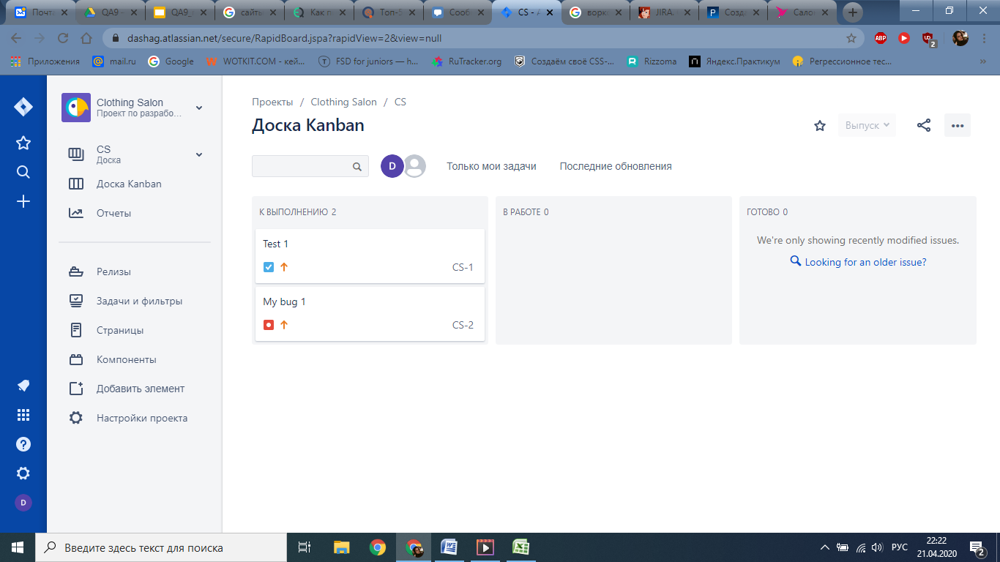 Почта
QA9 -
QA9_
сайть
Как п
Топ-5
Сооб
CS - A
ворк
JIRA.
Созд
Сало
dashag.atlassian.net/secure/RapidBoard.jspa?rapidView=2&view=null
ABP
2
Приложения
mail.ru
Google
WOTKIT.COM - кей...
FSD for juniors — h...
RuTracker.org
Создаём своё CSS-...
Rizzoma
Яндекс.Практикум
Регрессионное тес...
»
Clothing Salon
Проект по разрабо...
CS
Доска
Доска Kanban
Отчеты
Релизы
Задачи и фильтры
Страницы
Компоненты
Добавить элемент
Настройки проекта
D
Проекты / Clothing Salon / CS
Доска Kanban
Выпуск
D
Только мои задачи
Последние обновления
К ВЫПОЛНЕНИЮ 2
Test 1
CS-1
My bug 1
CS-2
В РАБОТЕ 0
ГОТОВО 0
We're only showing recently modified issues.
Looking for an older issue?
Введите здесь текст для поиска
РУС
22:22
21.04.2020
2